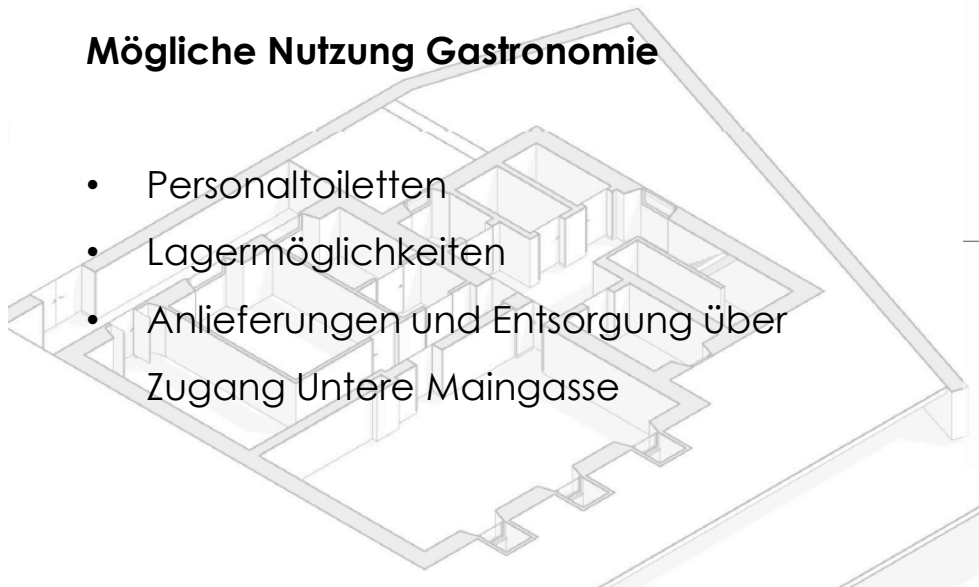 Mögliche Nutzung Gastronomie
• Personaltoiletten
• Lagermöglichkeiten
• Anlieferungen und Entsorgung über
Zugang Untere Maingasse